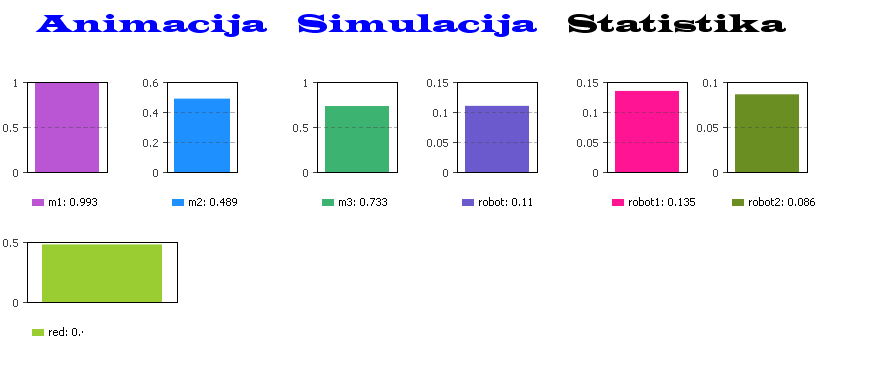 Animacija Simulacija Statistika
1 0.5 0
0.6 0.4 0.2 0
1 0.5 0
0.15 0.1 0.05 0
0.15 0.1 0.05 0
0.1 0.05 0
m1: 0.993 m2: 0.489 m3: 0.733 robot: 0.11 robot1: 0.135 robot2: 0.086
0.5 0
red: 0.